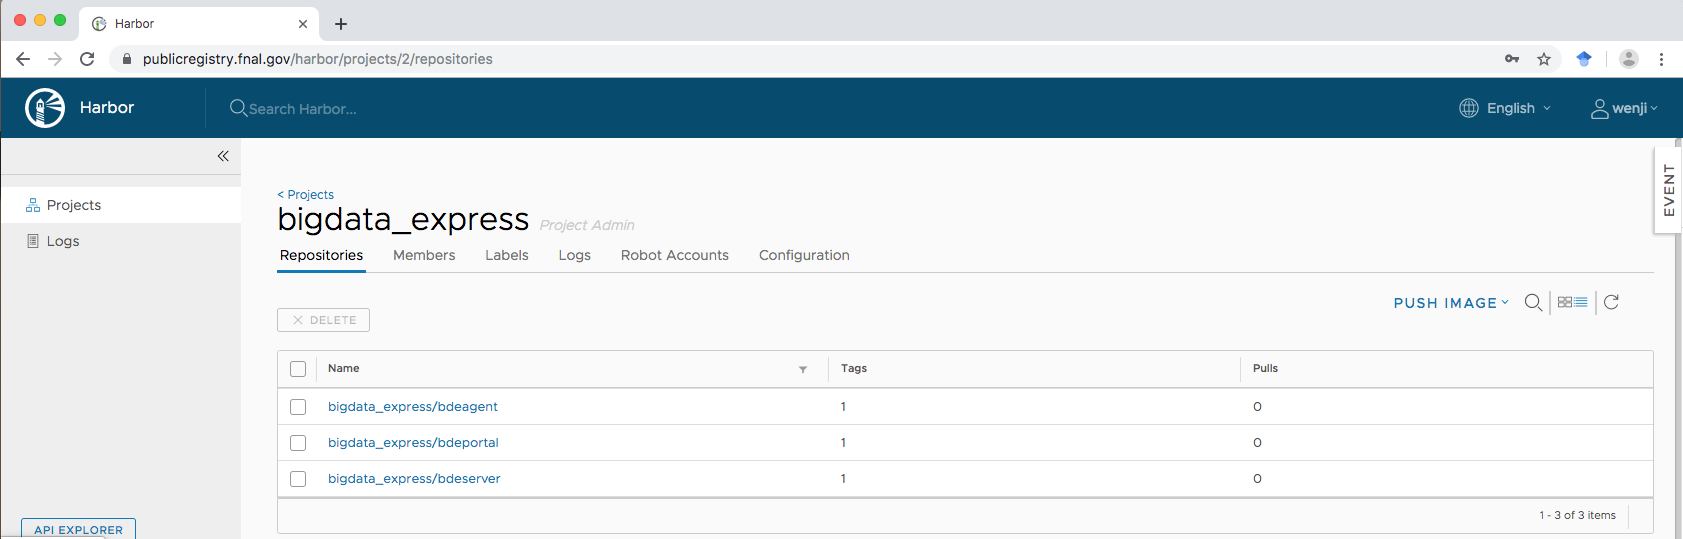 Harbor
publicregistry.fnal.gov/harbor/projects/2/repositories
Harbor
Search Harbor...
English
wenji
Projects
Logs
< Projects
bigdata_express Project Admin
Repositories Members Labels Logs Robot Accounts Configuration
EVENT
PUSH IMAGE
DELETE
Name Tags Pulls
bigdata_express/bdeagent 1 0
bigdata_express/bdeportal 1 0
bigdata_express/bdeserver 1 0
1 - 3 of 3 items
API EXPLORER